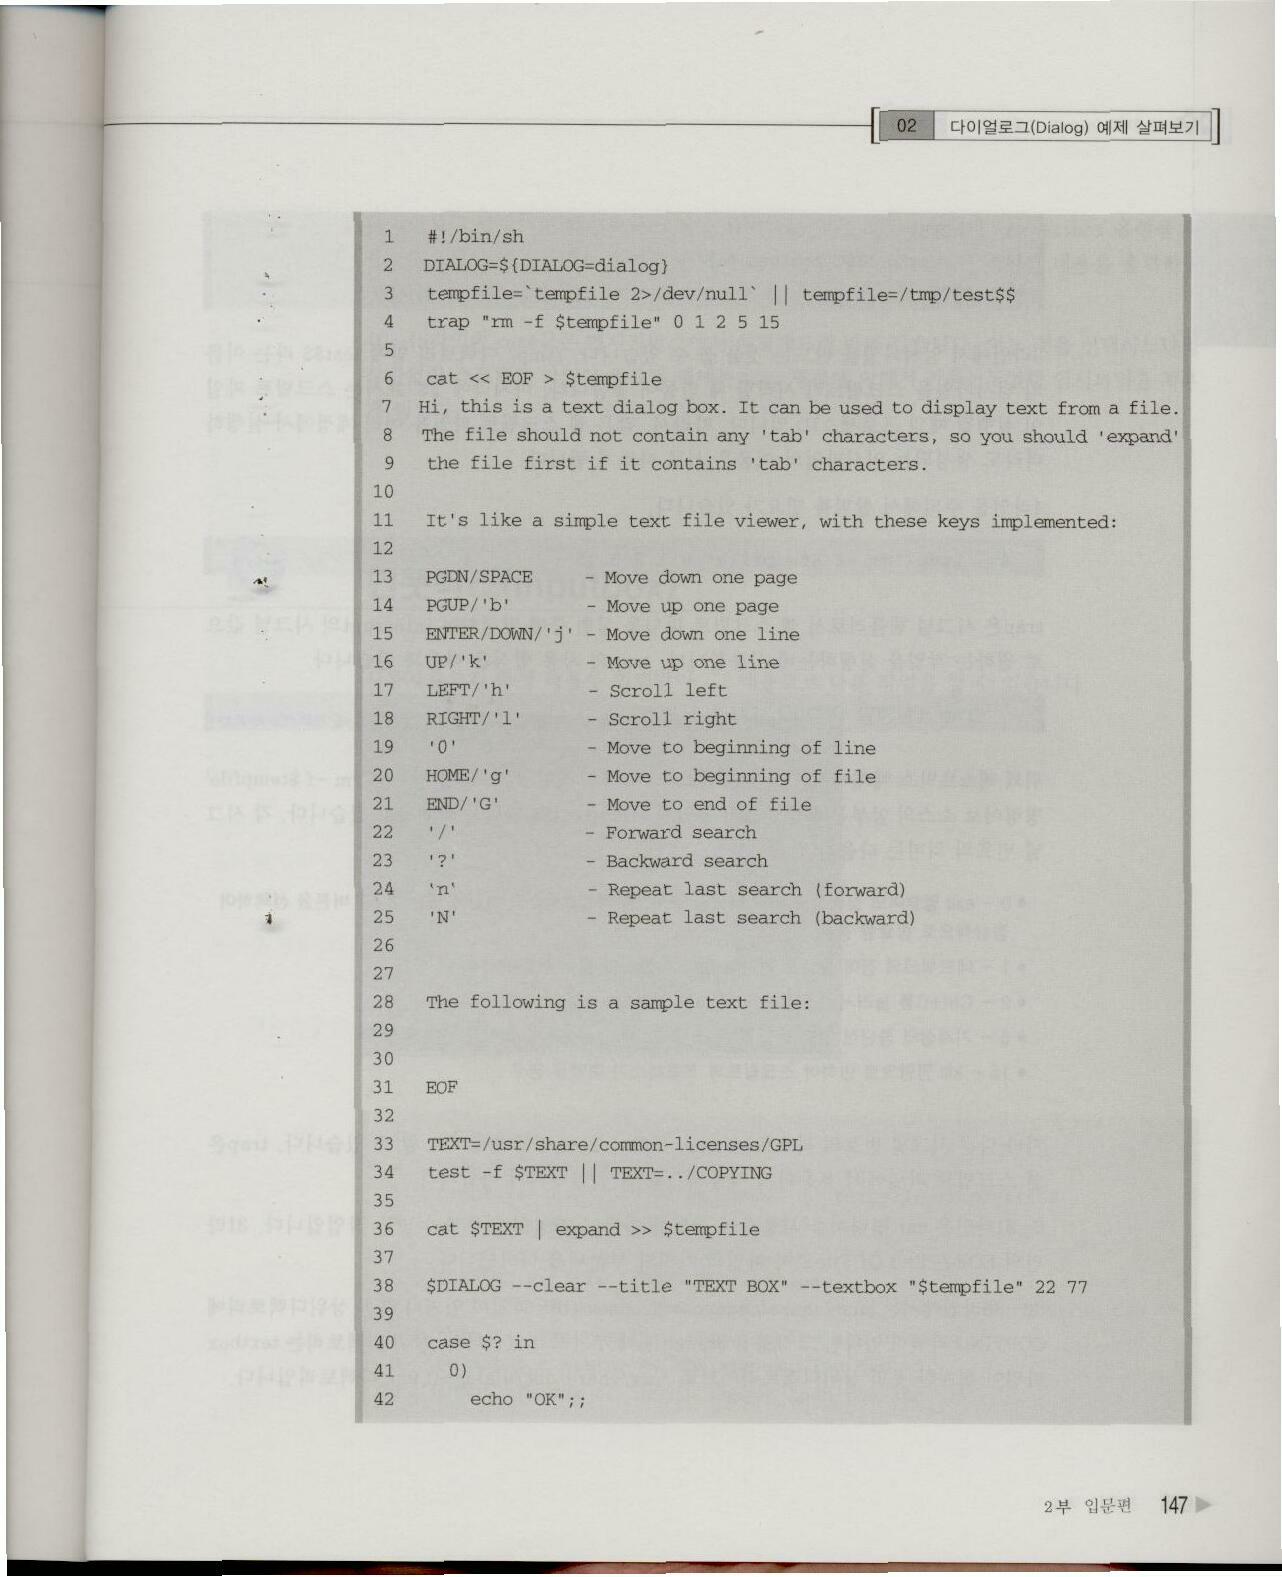 02 다이얼로그(Dialog) 예제 살펴보기
1 #!/bin/sh
2 DIALOG=${DIALOG=dialog}
3 tempfile=`tempfile 2>/dev/null` || tempfile=/tmp/test$$
4 trap "rm -f $tempfile" 0 1 2 5 15
5
6 cat << EOF > $tempfile
7 Hi, this is a text dialog box. It can be used to display text from a file.
8 The file should not contain any 'tab' characters, so you should 'expand'
9 the file first if it contains 'tab' characters.
10
11 It's like a simple text file viewer, with these keys implemented:
12
13 PGDN/SPACE - Move down one page
14 PGUP/'b' - Move up one page
15 ENTER/DOWN/'j' - Move down one line
16 UP/'k' - Move up one line
17 LEFT/'h' - Scroll left
18 RIGHT/'l' - Scroll right
19 '0' - Move to beginning of line
20 HOME/'g' - Move to beginning of file
21 END/'G' - Move to end of file
22 '/' - Forward search
23 '?' - Backward search
24 'n' - Repeat last search (forward)
25 'N' - Repeat last search (backward)
26
27
28 The following is a sample text file:
29
30
31 EOF
32
33 TEXT=/usr/share/common-licenses/GPL
34 test -f $TEXT || TEXT=../COPYING
35
36 cat $TEXT | expand >> $tempfile
37
38 $DIALOG --clear --title "TEXT BOX" --textbox "$tempfile" 22 77
39
40 case $? in
41 0)
42 echo "OK";;
2부 입문편 147